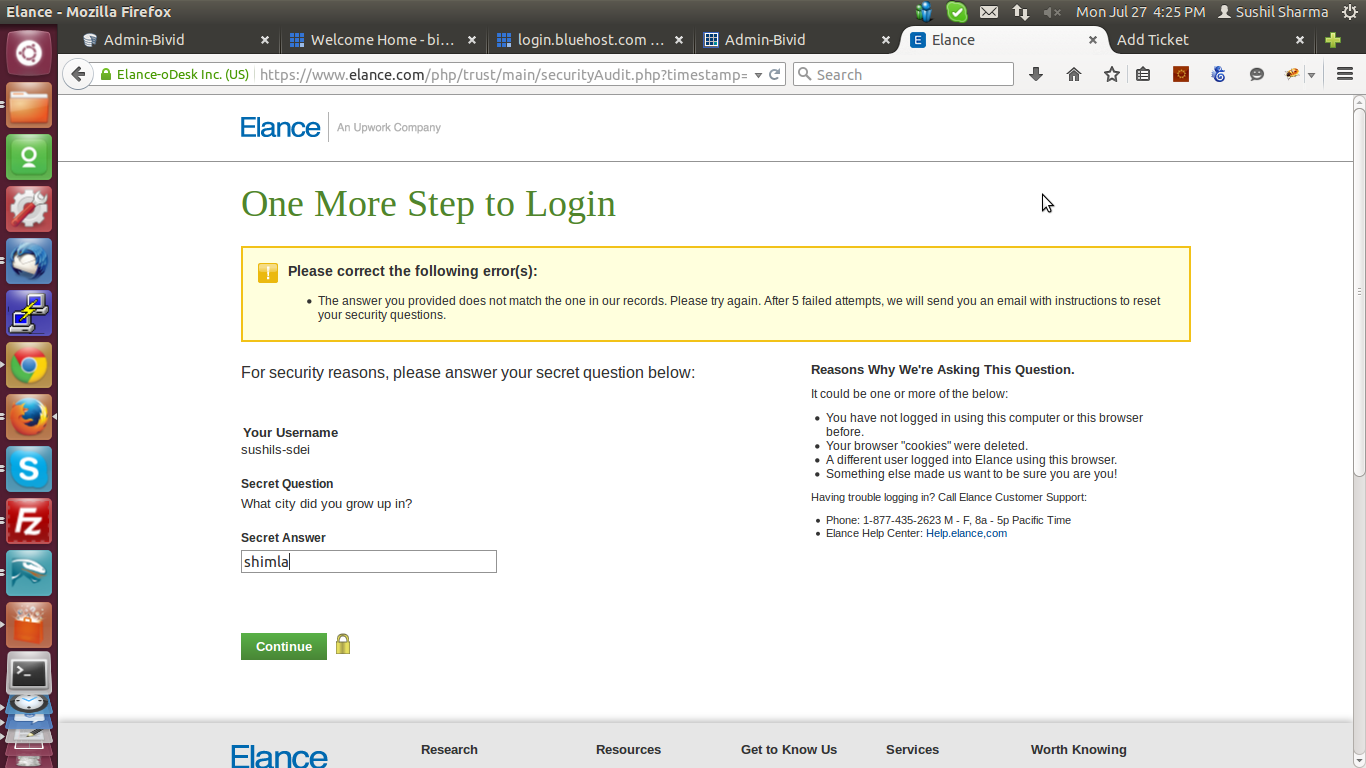 Elance - Mozilla Firefox
Mon Jul 27 4:25 PM Sushil Sharma
Admin-Bivid
Welcome Home - bi...
login.bluehost.com ...
Admin-Bivid
Elance
Add Ticket
Elance-oDesk Inc. (US)
https://www.elance.com/php/trust/main/securityAudit.php?timestamp=
Search
Elance
An Upwork Company
One More Step to Login
Please correct the following error(s):
The answer you provided does not match the one in our records. Please try again. After 5 failed attempts, we will send you an email with instructions to reset
your security questions.
For security reasons, please answer your secret question below:
Your Username
sushils-sdei
Secret Question
What city did you grow up in?
Secret Answer
shimla
Continue
Reasons Why We're Asking This Question.
It could be one or more of the below:
You have not logged in using this computer or this browser
before.
Your browser "cookies" were deleted.
A different user logged into Elance using this browser.
Something else made us want to be sure you are you!
Having trouble logging in? Call Elance Customer Support:
Phone: 1-877-435-2623 M - F, 8a - 5p Pacific Time
Elance Help Center: Help.elance,com
Elance
Research
Resources
Get to Know Us
Services
Worth Knowing